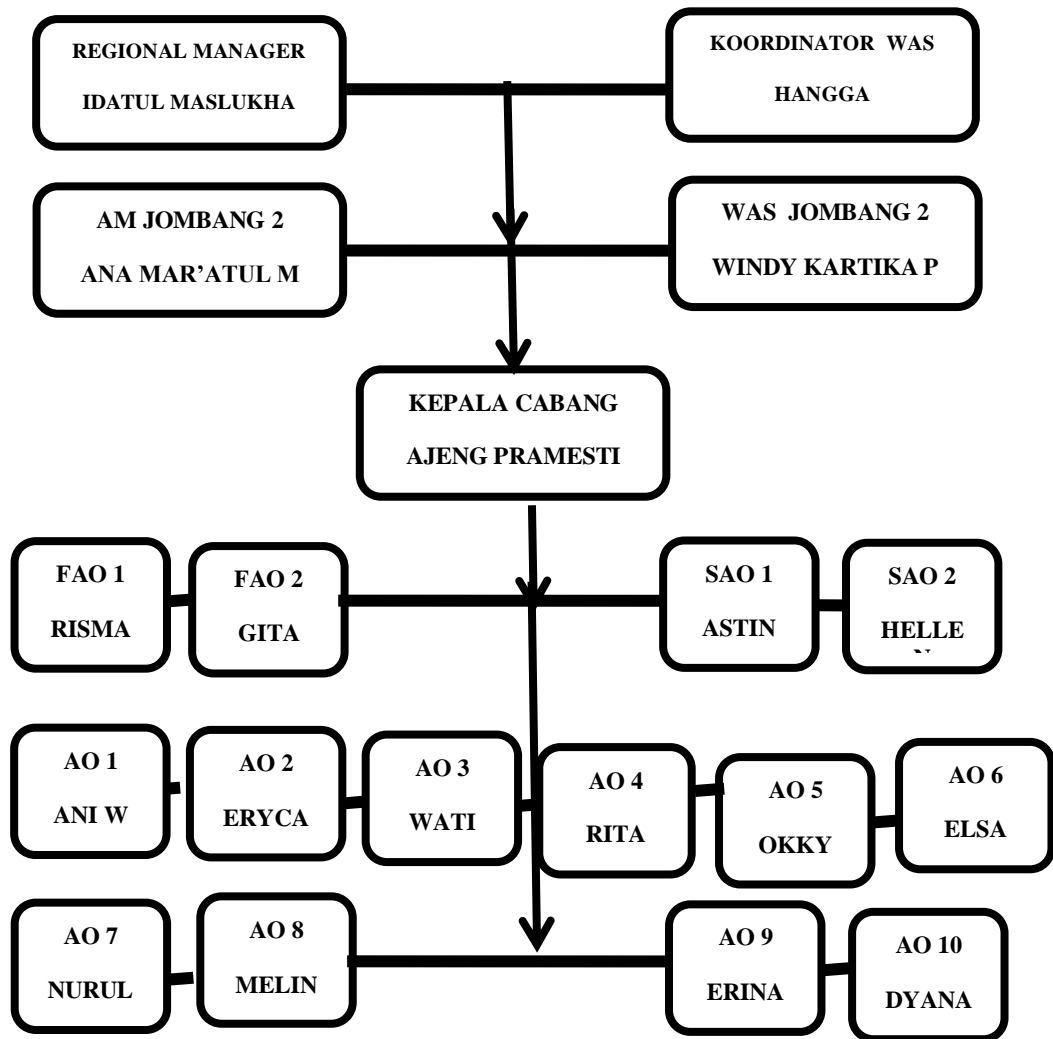 REGIONAL MANAGER
IDATUL MASLUKHA
KOORDINATOR WAS
HANGGA
AM JOMBANG 2
ANA MAR’ATUL M
WAS JOMBANG 2
WINDY KARTIKA P
KEPALA CABANG
AJENG PRAMESTI
FAO 1
RISMA
FAO 2
GITA
SAO 1
ASTIN
SAO 2
HELLE
N
AO 1
ANI W
AO 2
ERYCA
AO 3
WATI
AO 4
RITA
AO 5
OKKY
AO 6
ELSA
AO 7
NURUL
AO 8
MELIN
AO 9
ERINA
AO 10
DYANA